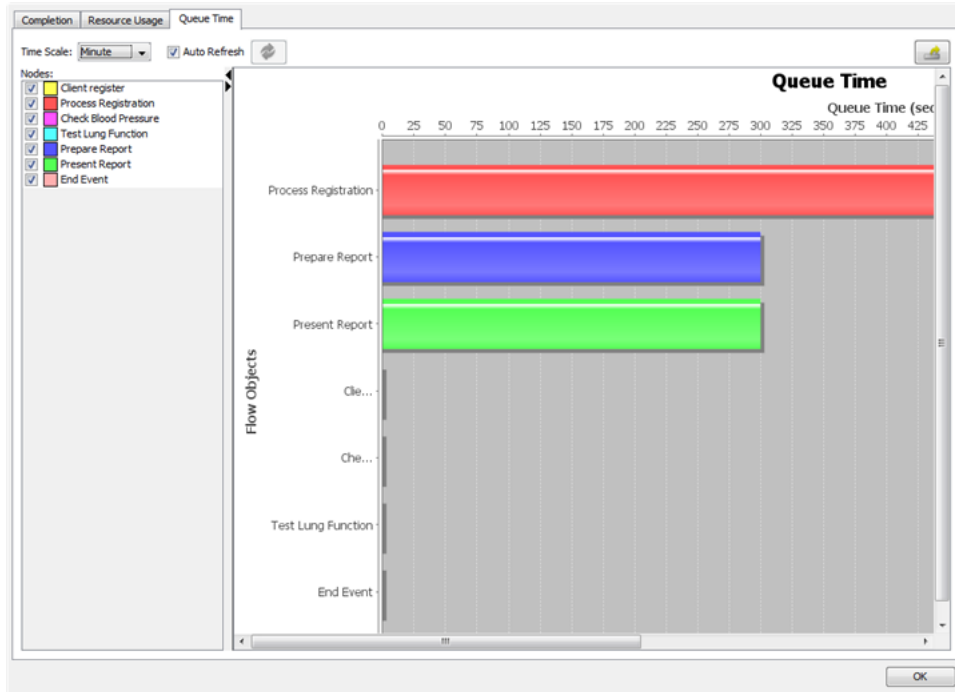 Completion Resource Usage Queue Time
Time Scale: Minute Auto Refresh
Nodes:
Client register
Process Registration
Check Blood Pressure
Test Lung Function
Prepare Report
Present Report
End Event
Queue Time
Queue Time (sec
0 25 50 75 100 125 150 175 200 225 250 275 300 325 350 375 400 425
Process Registration
Prepare Report
Present Report
Flow Objects
Clie...
Che...
Test Lung Function
End Event
OK